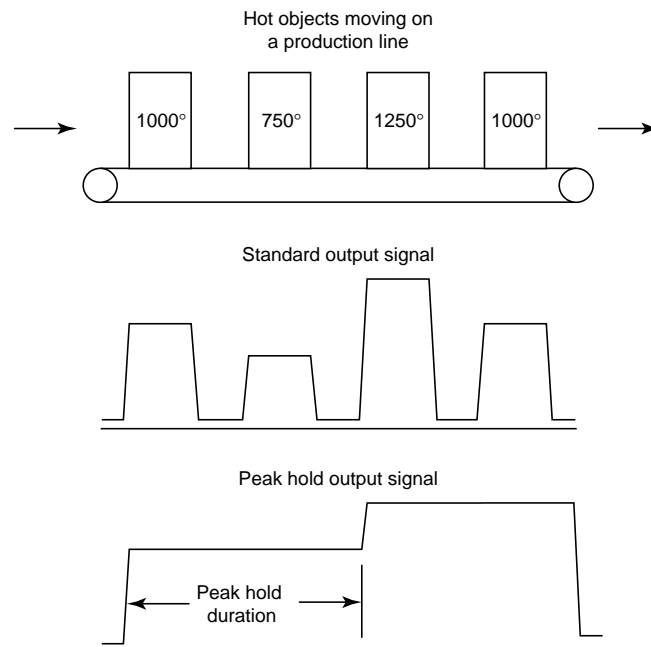 Hot objects moving on
a production line
1000° 750° 1250° 1000°
Standard output signal
Peak hold output signal
Peak hold
duration